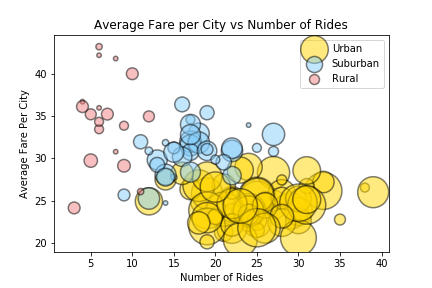 Average Fare per City vs Number of Rides
Urban
Suburban
Rural
Average Fare Per City
40
35
30
25
20
5
10
15
20
25
30
35
40
Number of Rides